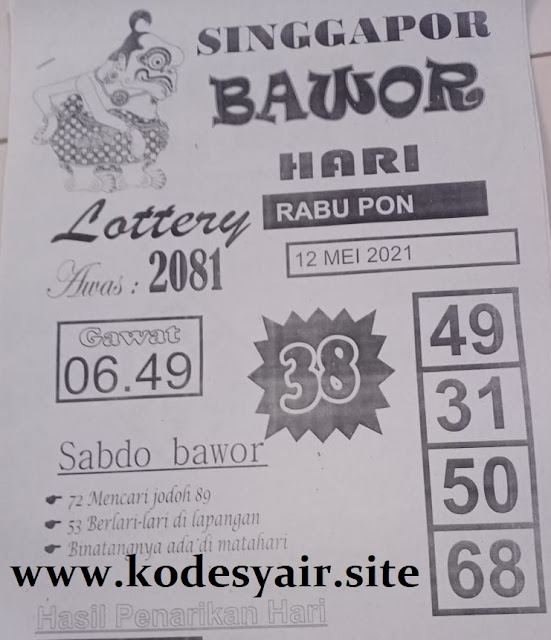 SINGGAPOR
BAWOR
HARI
Lottery
RABU PON
Awas : 2081
12 MEI 2021
Gawat
06.49
38
49
31
50
68
Sabdo bawor
72 Mencari jodoh 89
53 Berlari-lari di lapangan
Binatangnya ada di matahari
www.kodesyair.site
Hasil Penarikan Hari